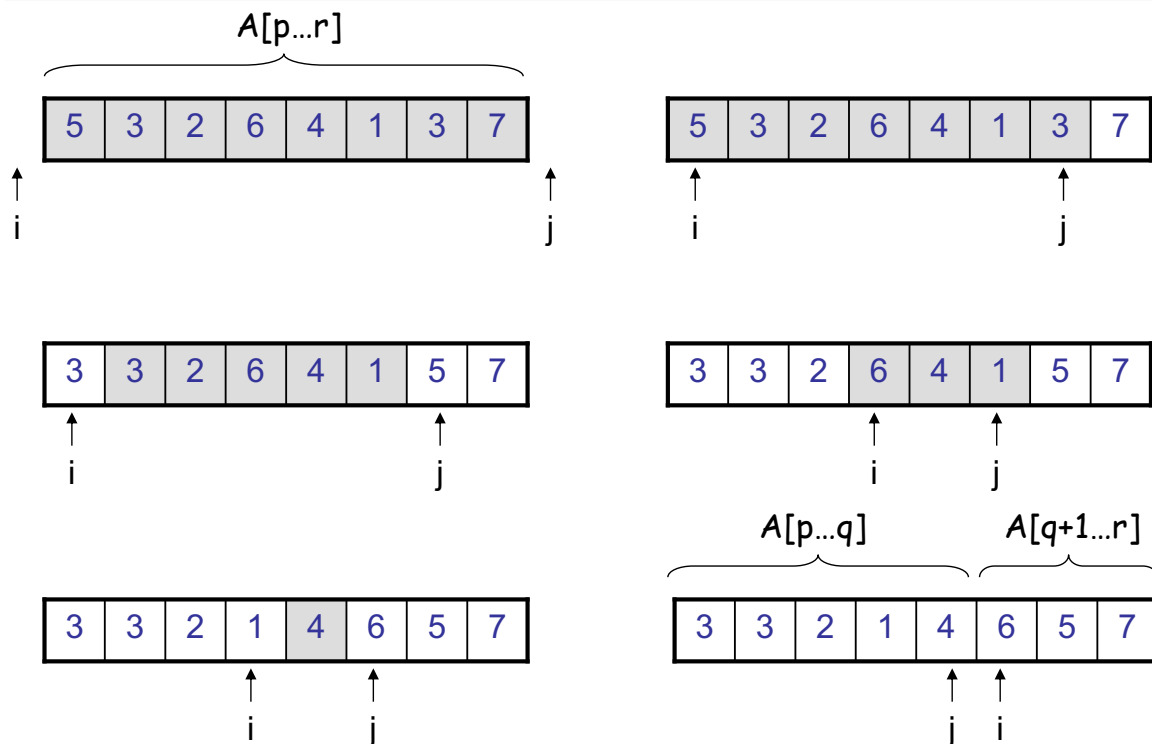 A[p…r]
5 3 2 6 4 1 3 7
i j
5 3 2 6 4 1 3 7
i j
3 3 2 6 4 1 5 7
i j
3 3 2 6 4 1 5 7
i j
3 3 2 1 4 6 5 7
i j
A[p…q] A[q+1…r]
3 3 2 1 4 6 5 7
j i